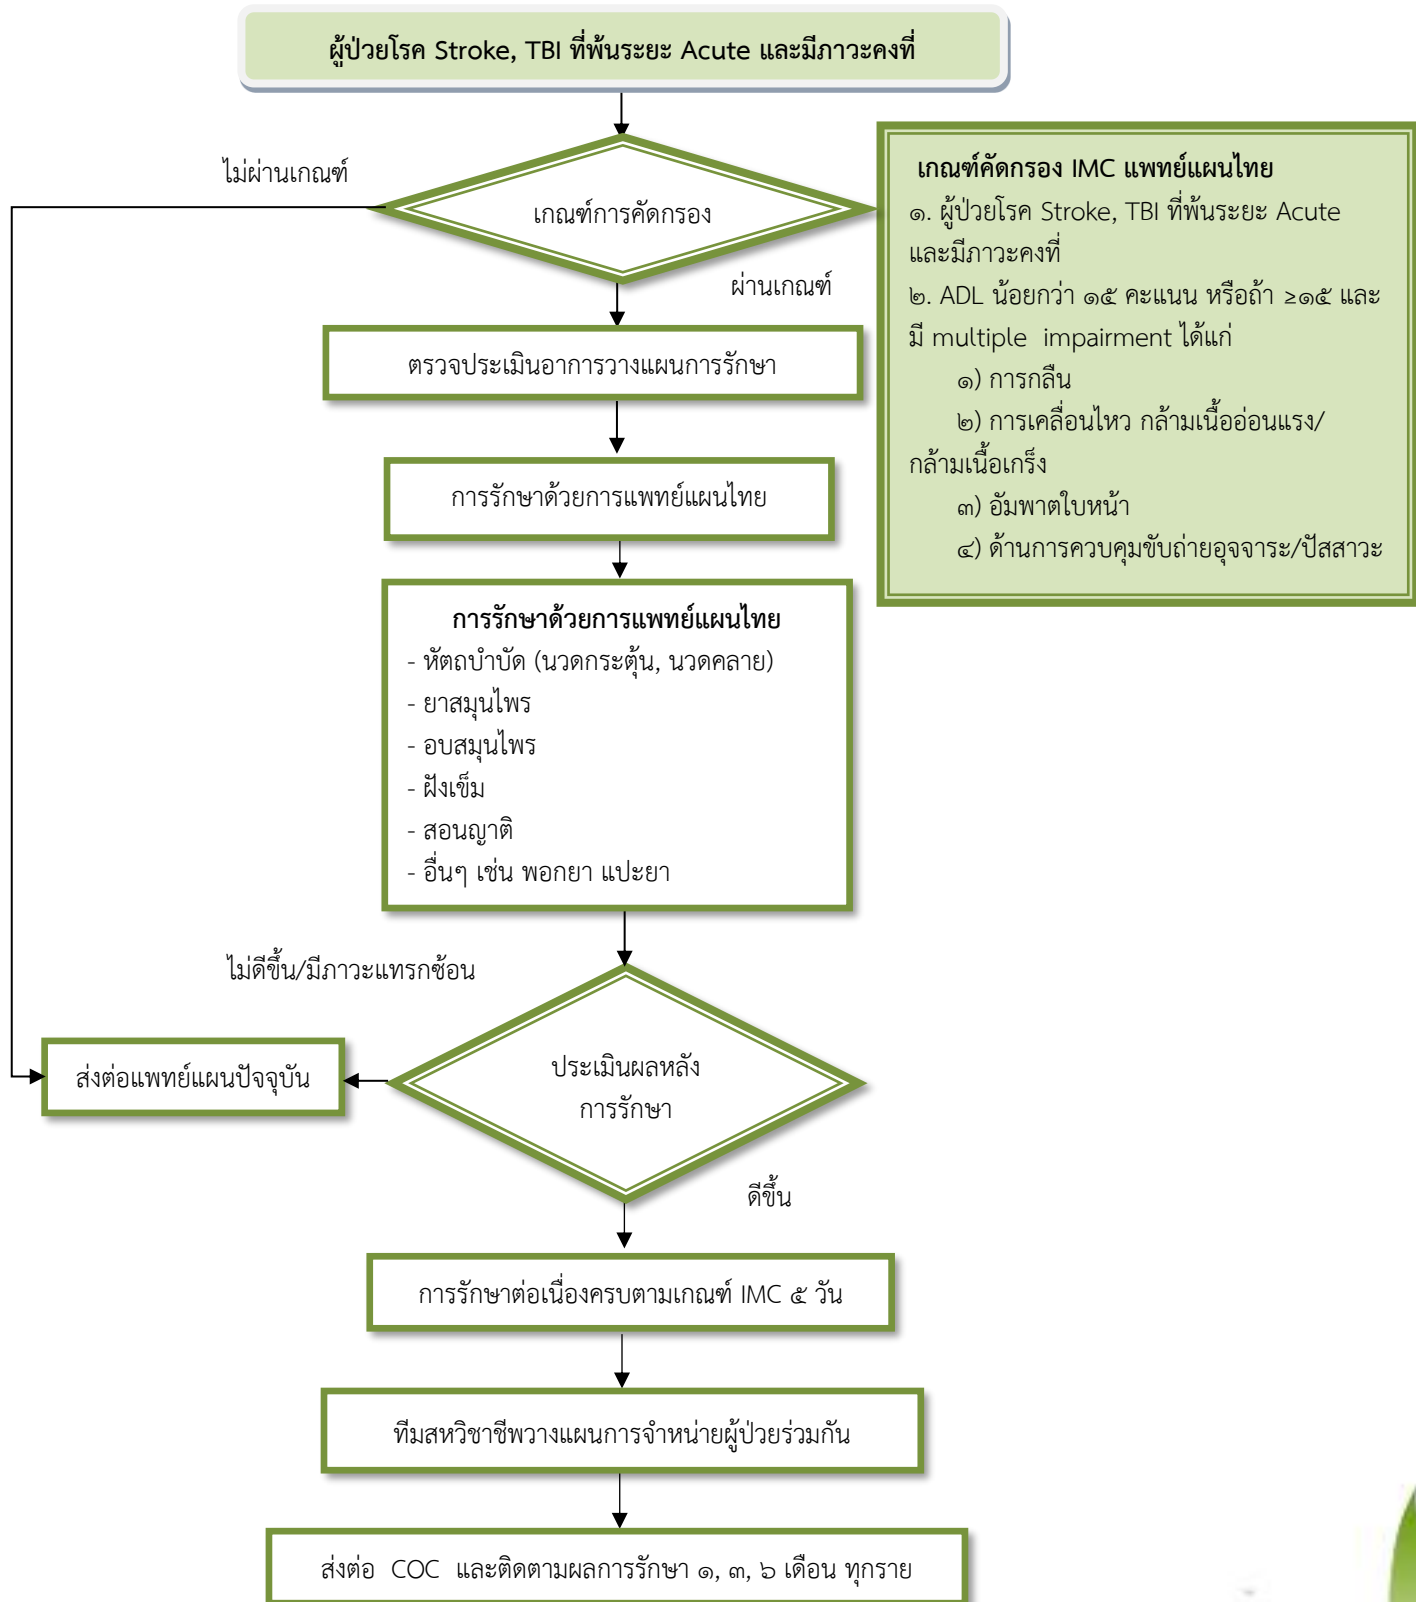 ผู้ป่วยโรค Stroke, TBI ที่พ้นระยะ Acute และมีภาวะคงที่
ไม่ผ่านเกณฑ์
เกณฑ์การคัดกรอง
ผ่านเกณฑ์
เกณฑ์คัดกรอง IMC แพทย์แผนไทย
๑. ผู้ป่วยโรค Stroke, TBI ที่พ้นระยะ Acute
และมีภาวะคงที่
๒. ADL น้อยกว่า ๑๕ คะแนน หรือถ้า ≥๑๕ และ
มี multiple impairment ได้แก่
๑) การกลืน
๒) การเคลื่อนไหว กล้ามเนื้ออ่อนแรง/
กล้ามเนื้อเกร็ง
๓) อัมพาตใบหน้า
๔) ด้านการควบคุมขับถ่ายอุจจาระ/ปัสสาวะ
ตรวจประเมินอาการวางแผนการรักษา
การรักษาด้วยการแพทย์แผนไทย
การรักษาด้วยการแพทย์แผนไทย
- หัตถบำบัด (นวดกระตุ้น, นวดคลาย)
- ยาสมุนไพร
- อบสมุนไพร
- ฝังเข็ม
- สอนญาติ
- อื่นๆ เช่น พอกยา แปะยา
ไม่ดีขึ้น/มีภาวะแทรกซ้อน
ส่งต่อแพทย์แผนปัจจุบัน
ประเมินผลหลัง
การรักษา
ดีขึ้น
การรักษาต่อเนื่องครบตามเกณฑ์ IMC ๕ วัน
ทีมสหวิชาชีพวางแผนการจำหน่ายผู้ป่วยร่วมกัน
ส่งต่อ COC และติดตามผลการรักษา ๑, ๓, ๖ เดือน ทุกราย